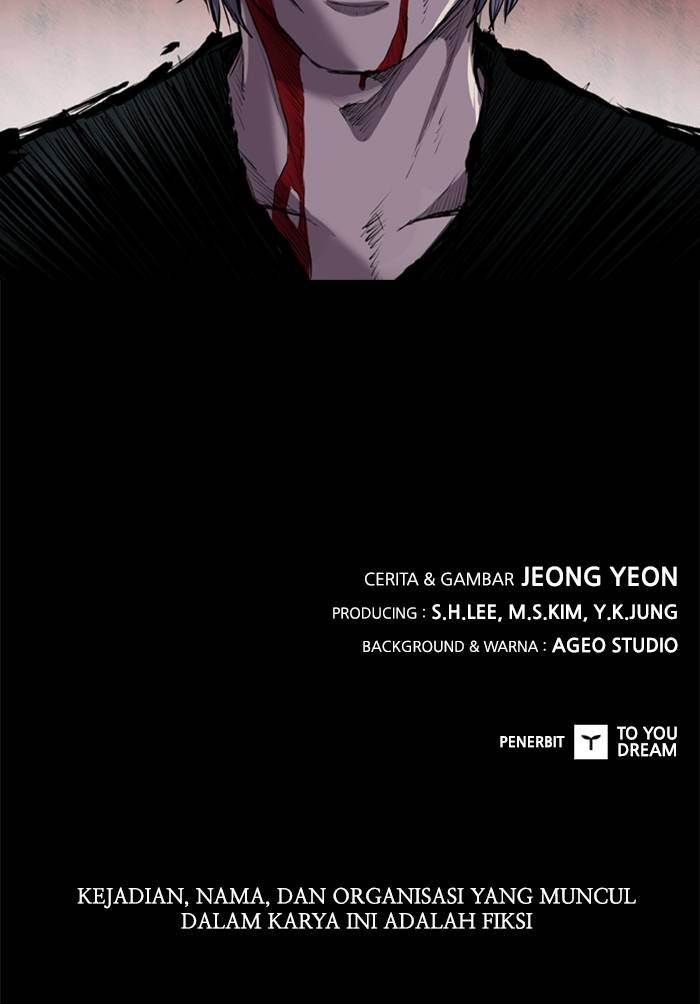 CERITA & GAMBAR JEONG YEON
PRODUCING : S.H.LEE, M.S.KIM, Y.K.JUNG
BACKGROUND & WARNA : AGEO STUDIO
PENERBIT TO YOU
DREAM
KEJADIAN, NAMA, DAN ORGANISASI YANG MUNCUL
DALAM KARYA INI ADALAH FIKSI